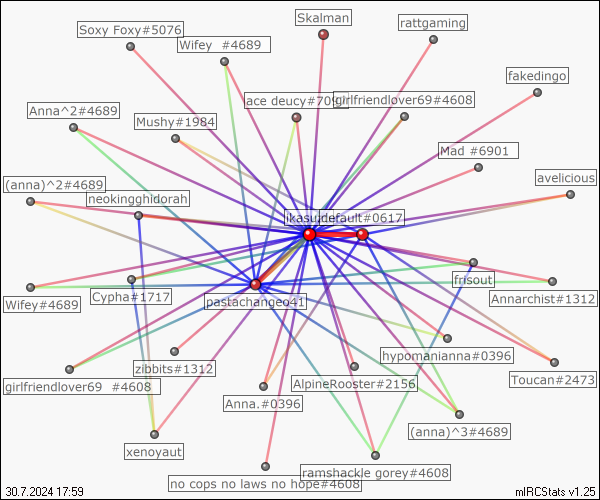 Skalman
rattgaming
Soxy Foxy#5076
Wifey  #4689
fakedingo
ace deucy#709
girlfriendlover69#4608
Anna^2#4689
Mushy#1984
Mad #6901
avelicious
(anna)^2#4689
neokingghidorah
ikasu
default#0617
Wifey#4689
Cypha#1717
pastachangeo41
frisout
Annarchist#1312
hypomanianna#0396
zibbits#1312
girlfriendlover69  #4608
AlpineRooster#2156
Toucan#2473
Anna.#0396
(anna)^3#4689
xenoyaut
ramshackle gorey#4608
no cops no laws no hope#4608
30.7.2024 17:59
mIRCStats v1.25